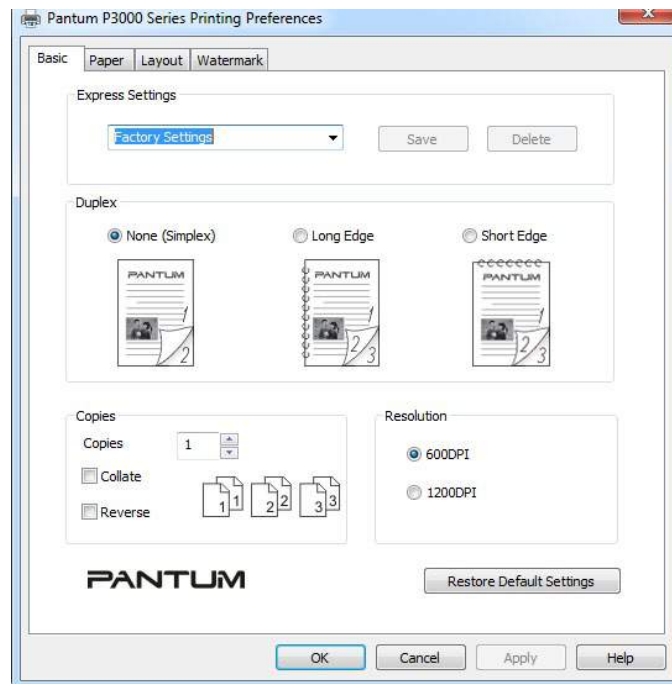 Pantum P3000 Series Printing Preferences
Basic Paper Layout Watermark
Express Settings
Factory Settings Save Delete
Duplex
None (Simplex) Long Edge Short Edge
PANTUM PANTUM PANTUM
1 1 1
2 2 3 2 3
Copies Resolution
Copies 1
600DPI
Collate
1 1 2 2 3 3
1200DPI
Reverse
PANTUM Restore Default Settings
OK Cancel Apply Help